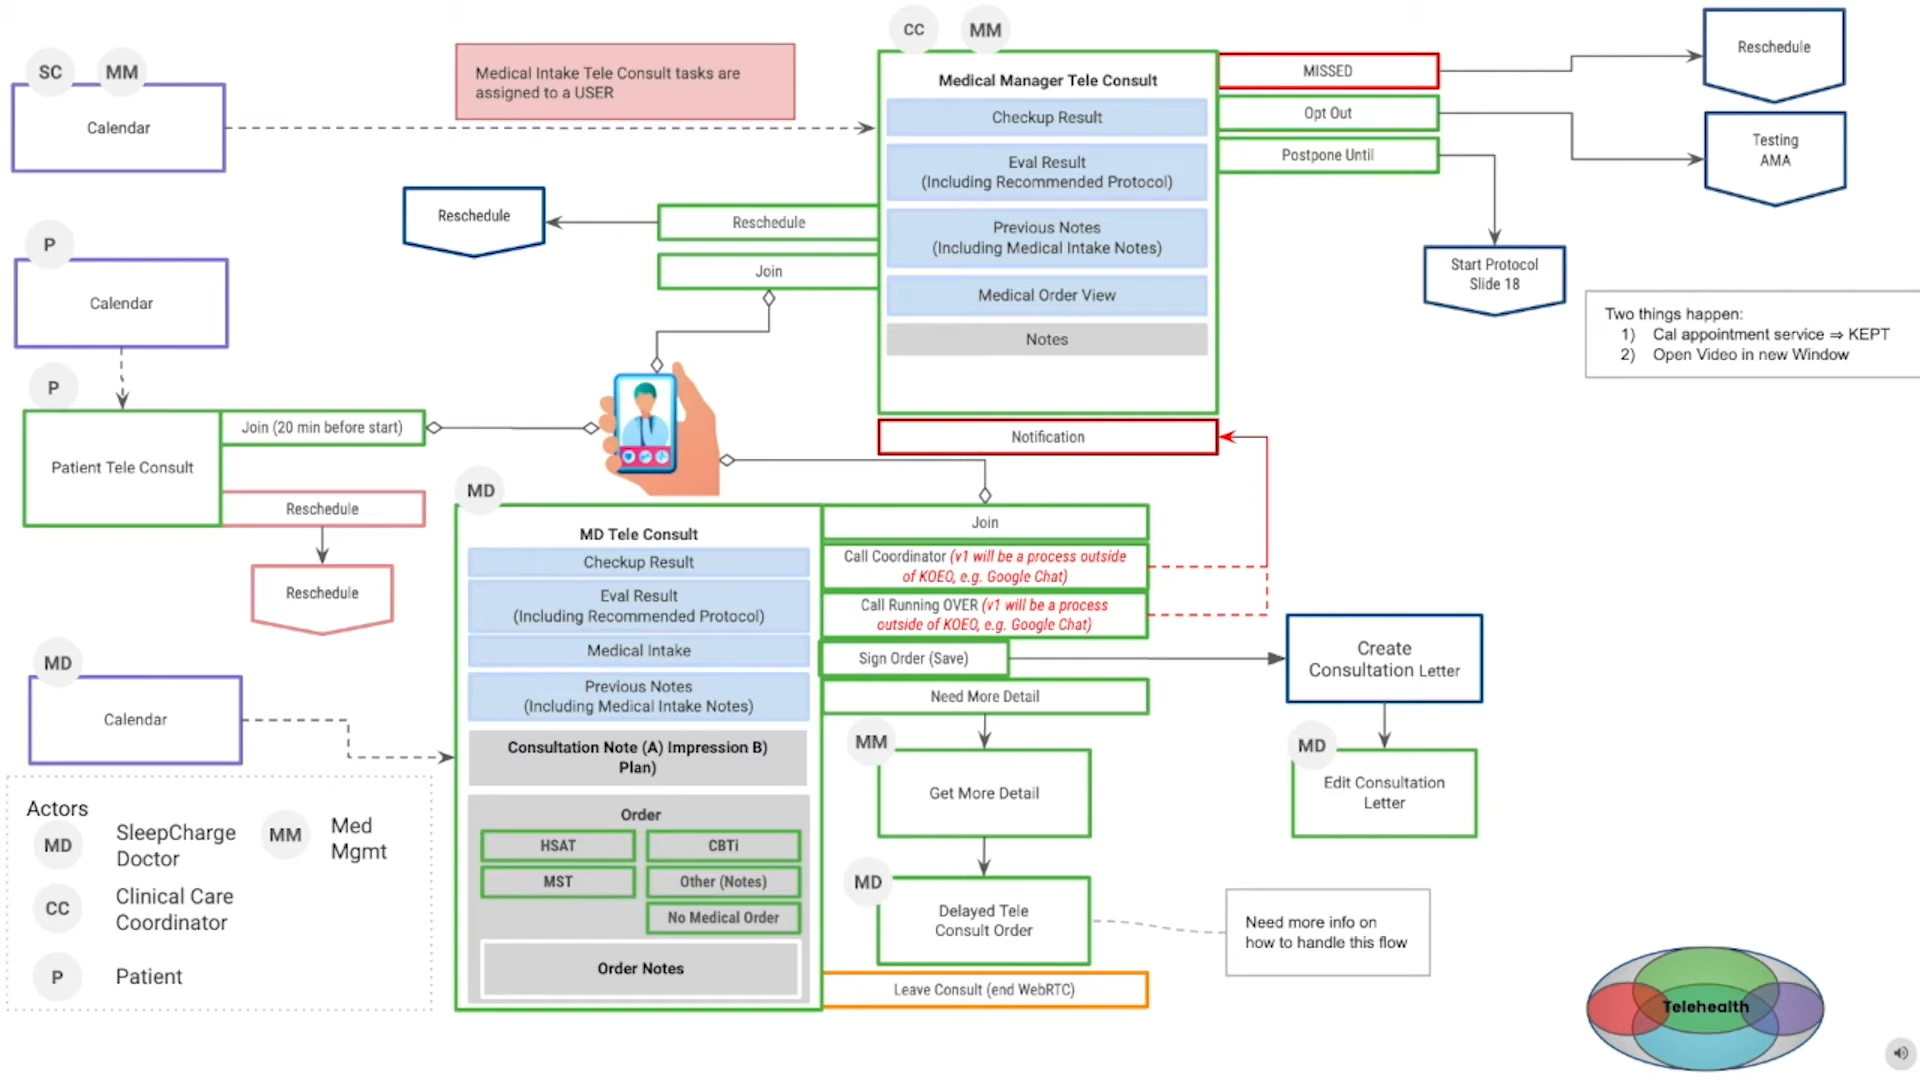 SC
MM
Calendar
Medical Intake Tele Consult tasks are
assigned to a USER
CC
MM
Medical Manager Tele Consult
Checkup Result
Eval Result
(Including Recommended Protocol)
Previous Notes
(Including Medical Intake Notes)
Medical Order View
Notes
MISSED
Opt Out
Postpone Until
Reschedule
Testing
AMA
Start Protocol
Slide 18
Two things happen:
1) Cal appointment service ⇒ KEPT
2) Open Video in new Window
Reschedule
Reschedule
Join
P
Calendar
P
Patient Tele Consult
Join (20 min before start)
Reschedule
Reschedule
Notification
MD
MD Tele Consult
Checkup Result
Eval Result
(Including Recommended Protocol)
Medical Intake
Previous Notes
(Including Medical Intake Notes)
Consultation Note (A) Impression B)
Plan)
Order
HSAT
CBTi
MST
Other (Notes)
No Medical Order
Order Notes
Join
Call Coordinator (v1 will be a process outside
of KOEO, e.g. Google Chat)
Call Running OVER (v1 will be a process
outside of KOEO, e.g. Google Chat)
Sign Order (Save)
Need More Detail
MM
Get More Detail
MD
Delayed Tele
Consult Order
Leave Consult (end WebRTC)
Create
Consultation Letter
MD
Edit Consultation
Letter
Need more info on
how to handle this flow
MD
Calendar
Actors
MD
SleepCharge
Doctor
MM
Med
Mgmt
CC
Clinical Care
Coordinator
P
Patient
Telehealth